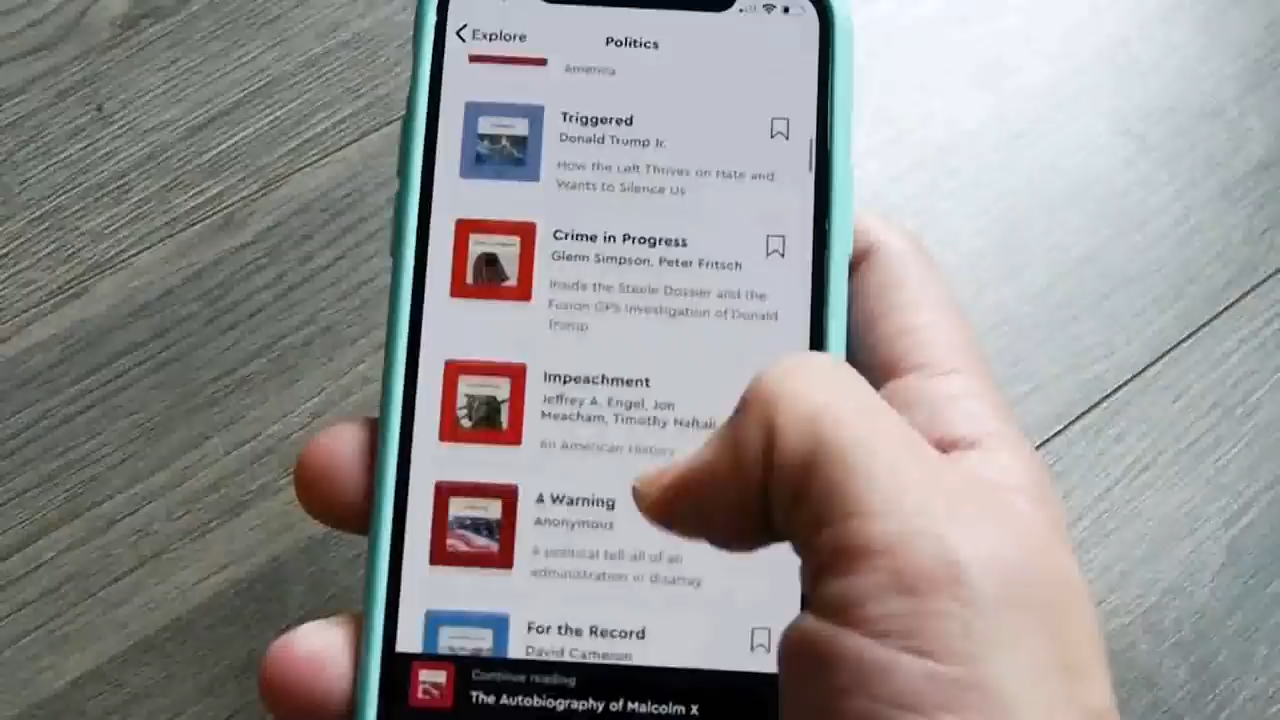 Explore
Politics
America
Triggered
Donald Trump Jr.
How the Left Thrives on Hate and
Wants to Silence Us
Crime in Progress
Glenn Simpson, Peter Fritsch
Inside the Steele Dossier and the
Fusion GPS Investigation of Donald
Trump
Impeachment
Jeffrey A. Engel, Jon
Meacham, Timothy Naftali
An American History
A Warning
Anonymous
A political tell all of an
administration in disarray
For the Record
David Cameron
Continue reading
The Autobiography of Malcolm X